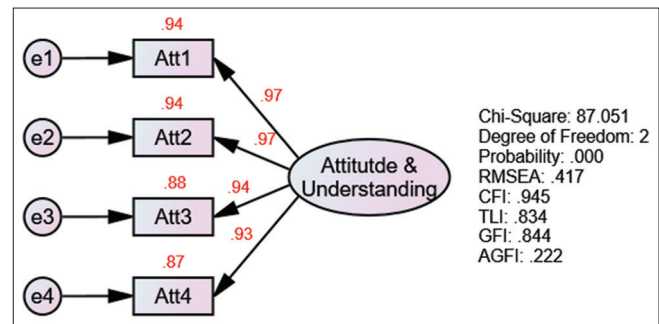 .94
e1
Att1
.97
.94
e2
Att2
.97
.88
e3
Att3
.94
.87
e4
Att4
.93
Attitutde &
Understanding
Chi-Square: 87.051
Degree of Freedom: 2
Probability: .000
RMSEA: .417
CFI: .945
TLI: .834
GFI: .844
AGFI: .222